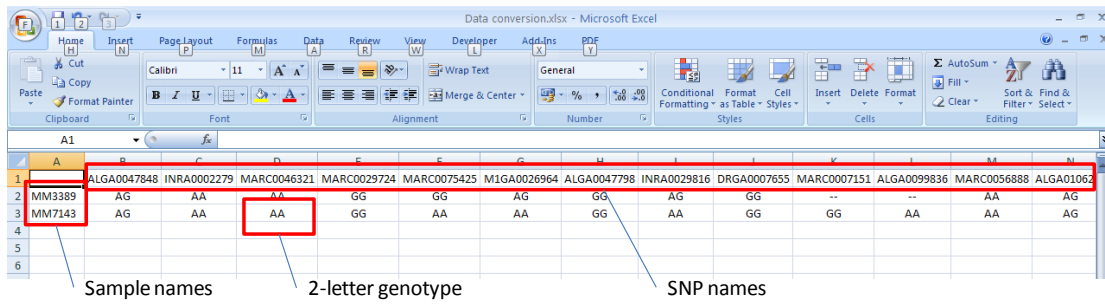 Data conversion.xlsx - Microsoft Excel
F 1 2 3
Home Insert Page Layout Formulas Data Review View Developer Add-Ins PDF
H N P M A R W L X Y
Cut
Copy
Format Painter
Paste
Calibri 11 A A
B I U A
Wrap Text
Merge & Center
General
% ,
Conditional Formatting
Format as Table
Cell Styles
Insert Delete Format
Σ AutoSum
Fill
Clear
Sort & Filter
Find & Select
Clipboard Font Alignment Number Styles Cells Editing
A1 fx
A B C D E F G H I J K L M N
1 ALGA0047848 INRA0002279 MARC0046321 MARC0029724 MARC0075425 M1GA0026964 ALGA0047798 INRA0029816 DRGA0007655 MARC0007151 ALGA0099836 MARC0056888 ALGA01062
2 MM3389 AG AA AA GG GG AG GG AG GG -- -- AA AG
3 MM7143 AG AA AA GG AA AA GG AA GG GG AA AA AG
4
5
6
Sample names 2-letter genotype SNP names